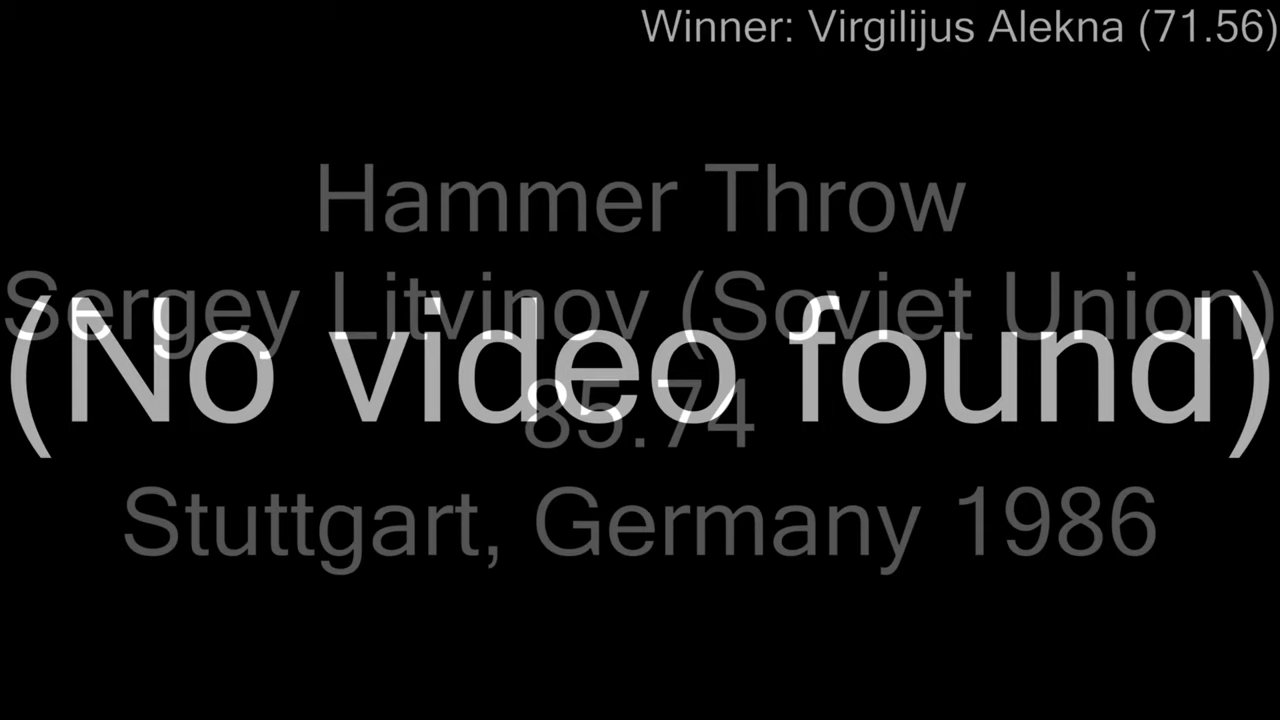 Winner: Virgilijus Alekna (71.56)
Hammer Throw
Sergey Litvinov (Soviet Union)
(No video found)
85.74
Stuttgart, Germany 1986